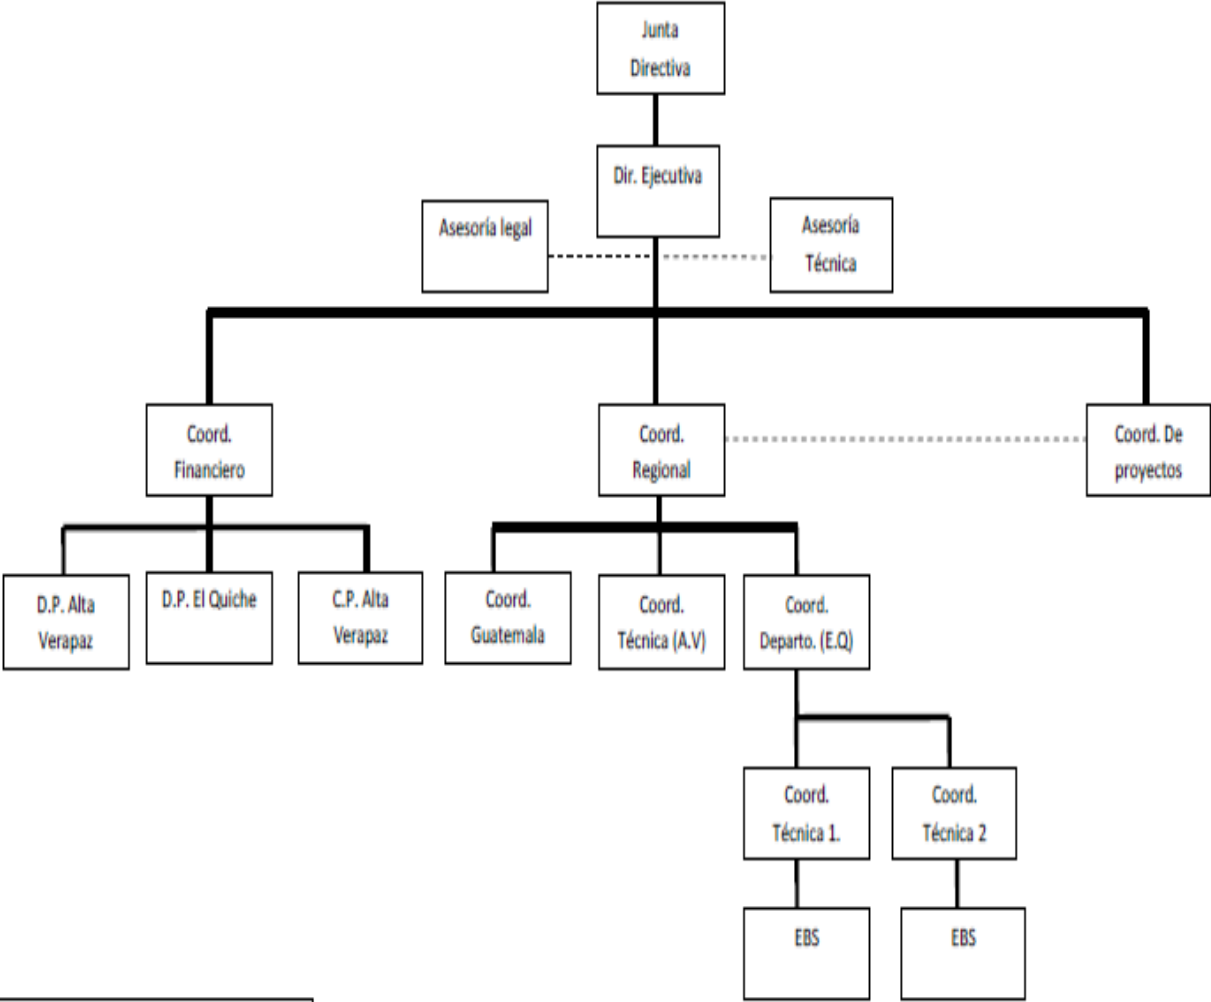 Junta
Directiva
Dir. Ejecutiva
Asesoría legal
Asesoría
Técnica
Coord.
Financiero
Coord.
Regional
Coord. De
proyectos
D.P. Alta
Verapaz
D.P. El Quiche
C.P. Alta
Verapaz
Coord.
Guatemala
Coord.
Técnica (A.V)
Coord.
Departo. (E.Q)
Coord.
Técnica 1.
Coord.
Técnica 2
EBS
EBS